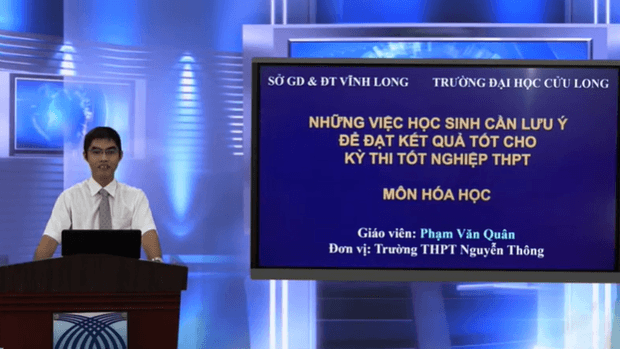 SỞ GD & ĐT VĨNH LONG TRƯỜNG ĐẠI HỌC CỬU LONG
NHỮNG VIỆC HỌC SINH CẦN LƯU Ý
ĐỂ ĐẠT KẾT QUẢ TỐT CHO
KỲ THI TỐT NGHIỆP THPT
MÔN HÓA HỌC
Giáo viên: Phạm Văn Quân
Đơn vị: Trường THPT Nguyễn Thông